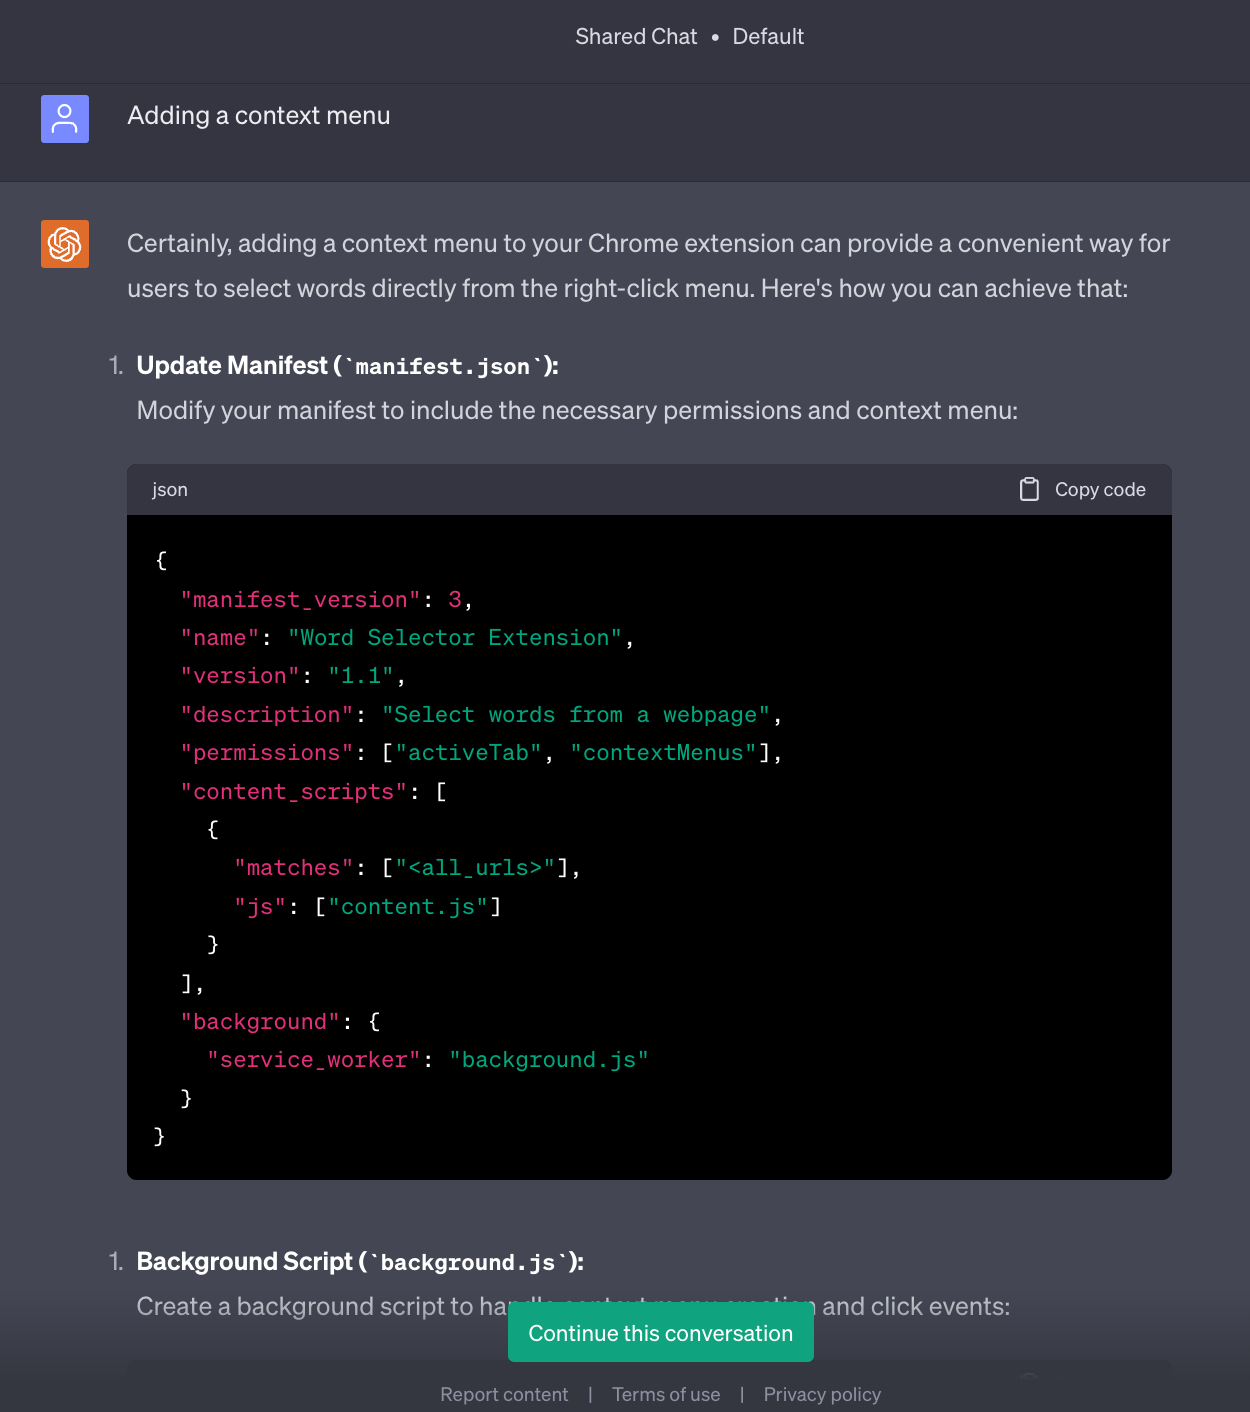 Shared Chat • Default
Adding a context menu
Certainly, adding a context menu to your Chrome extension can provide a convenient way for
users to select words directly from the right-click menu. Here's how you can achieve that:
1. Update Manifest (`manifest.json`):
Modify your manifest to include the necessary permissions and context menu:
json
Copy code
{
  "manifest_version": 3,
  "name": "Word Selector Extension",
  "version": "1.1",
  "description": "Select words from a webpage",
  "permissions": ["activeTab", "contextMenus"],
  "content_scripts": [
    {
      "matches": ["<all_urls>"],
      "js": ["content.js"]
    }
  ],
  "background": {
    "service_worker": "background.js"
  }
}
1. Background Script (`background.js`):
Create a background script to handle context menu creation and click events:
Continue this conversation
Report content | Terms of use | Privacy policy